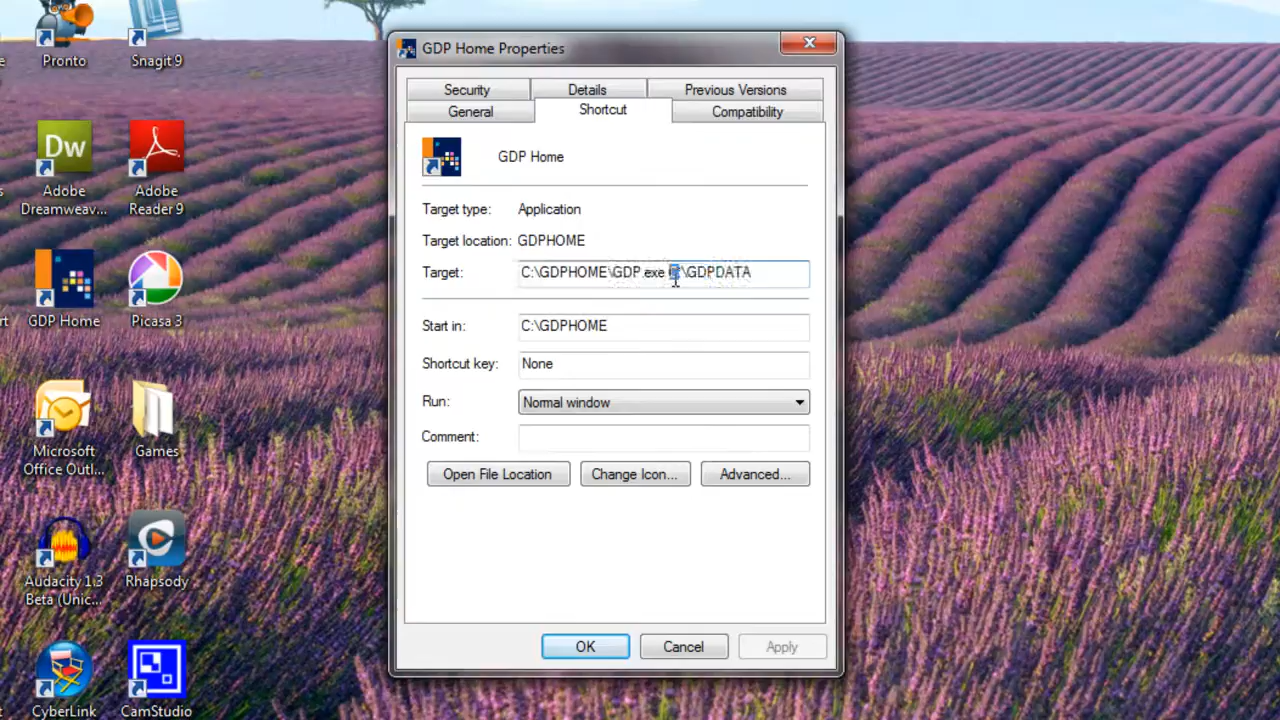 Pronto
Snagit 9
Dw
Adobe
Dreamweav...
Adobe
Reader 9
GDP Home
Picasa 3
Microsoft
Office Outl...
Games
Audacity 1.3
Beta (Unic...
Rhapsody
CyberLink
CamStudio
GDP Home Properties
Security
Details
Previous Versions
General
Shortcut
Compatibility
GDP Home
Target type: Application
Target location: GDPHOME
Target: C:\GDPHOME\GDP.exe \GDPDATA
Start in: C:\GDPHOME
Shortcut key: None
Run: Normal window
Comment:
Open File Location
Change Icon...
Advanced...
OK
Cancel
Apply